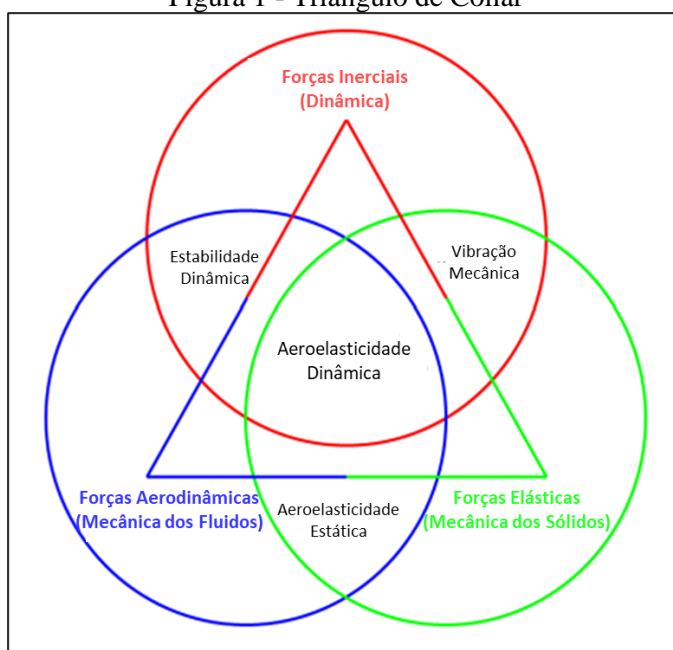 Figura 1 - Triângulo de Collar
Forças Inerciais
(Dinâmica)
Estabilidade
Dinâmica
Vibração
Mecânica
Aeroelasticidade
Dinâmica
Forças Aerodinâmicas
(Mecânica dos Fluidos)
Aeroelasticidade
Estática
Forças Elásticas
(Mecânica dos Sólidos)